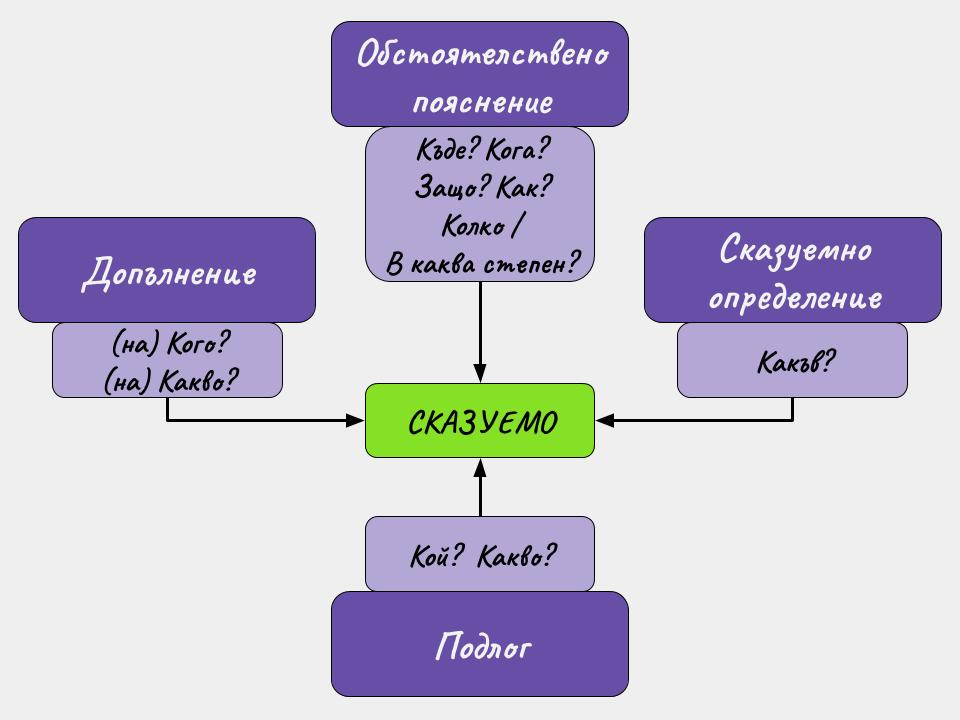 Обстоятелствено
пояснение
Къде? Кога?
Защо? Как?
Колко /
В каква степен?
Допълнение
(на) Кого?
(на) Какво?
Сказуемно
определение
Какъв?
СКАЗУЕМО
Кой? Какво?
Подлог